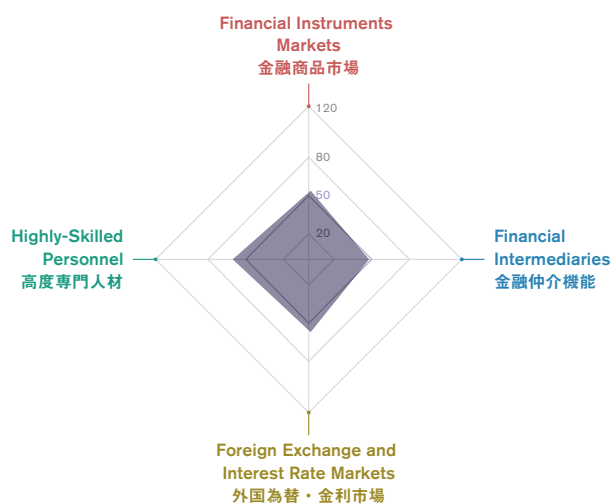 Financial Instruments
Markets
金融商品市場
120
80
50
20
Highly-Skilled
Personnel
高度専門人材
Financial
Intermediaries
金融仲介機能
Foreign Exchange and
Interest Rate Markets
外国為替・金利市場